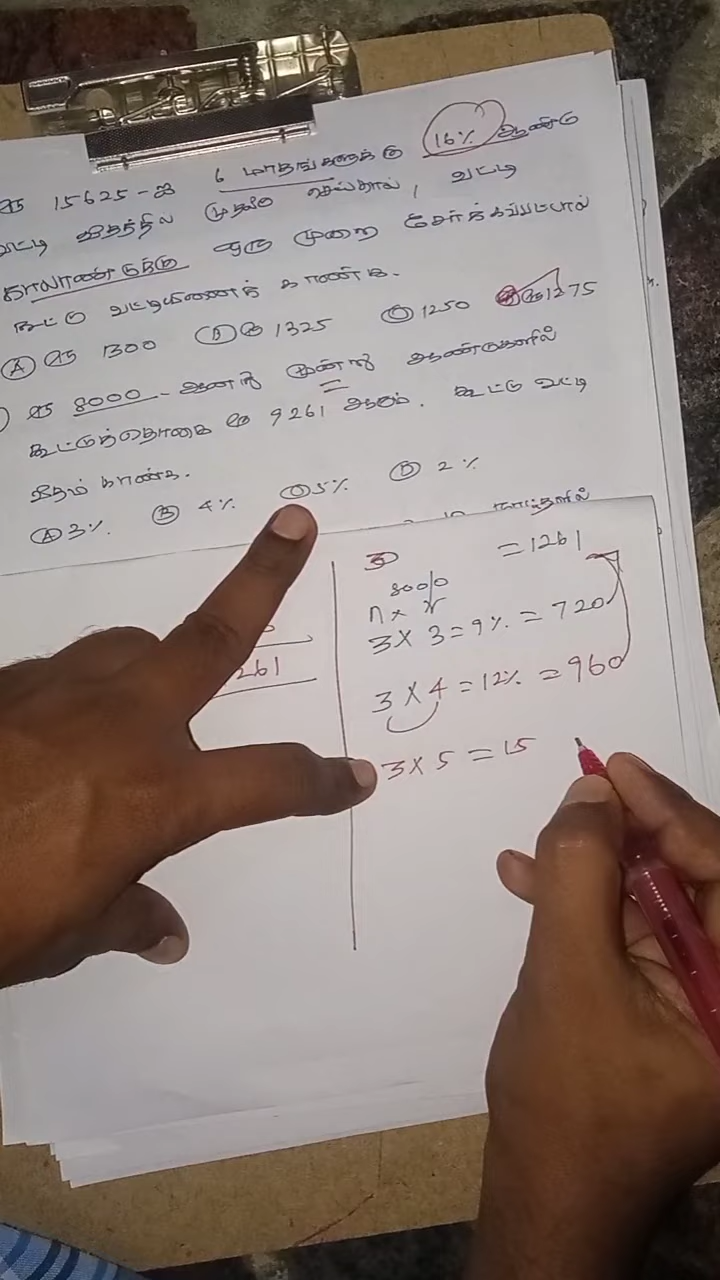 ரூ 15625-ஐ 6 மாதங்களுக்கு 16% ஆண்டு
வட்டி வீதத்தில் முதலீடு செய்தால், வட்டி
காலாண்டுக்கு ஒரு முறை சேர்க்கப்பட்டால்
கூட்டு வட்டியினைக் காண்க.
(A) ரூ 1300 (B) ரூ 1325 (C) 1250 ரூ 1275
ரூ 8000 - ஆனது மூன்று ஆண்டுகளில்
கூட்டுத்தொகை ரூ 9261 ஆகும். கூட்டு வட்டி
வீதம் காண்க.
(A) 3% (B) 4% (C) 5% (D) 2%
261
= 1261
n × r
3 × 3 = 9% = 720
3 × 4 = 12% = 960
3 × 5 = 15